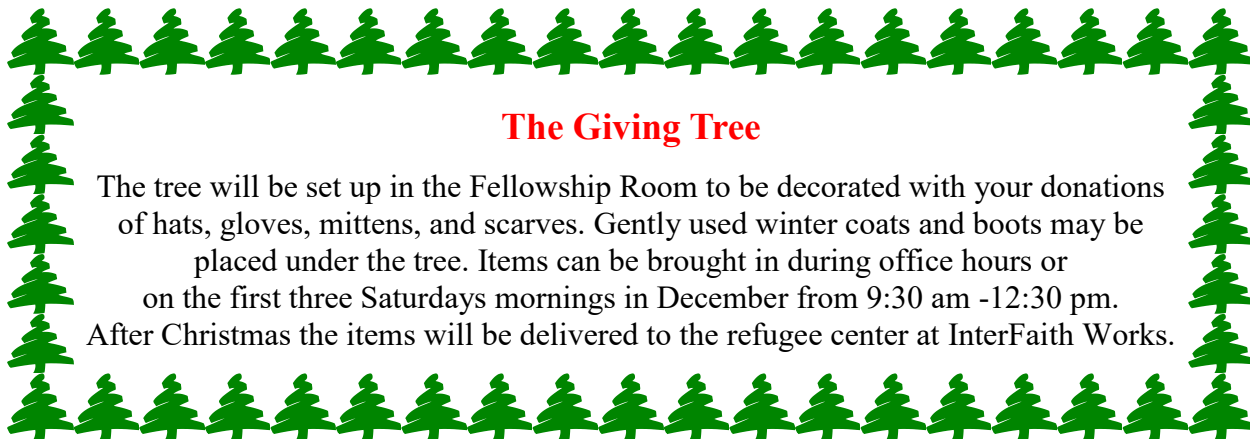 The Giving Tree
The tree will be set up in the Fellowship Room to be decorated with your donations
of hats, gloves, mittens, and scarves. Gently used winter coats and boots may be
placed under the tree. Items can be brought in during office hours or
on the first three Saturdays mornings in December from 9:30 am -12:30 pm.
After Christmas the items will be delivered to the refugee center at InterFaith Works.